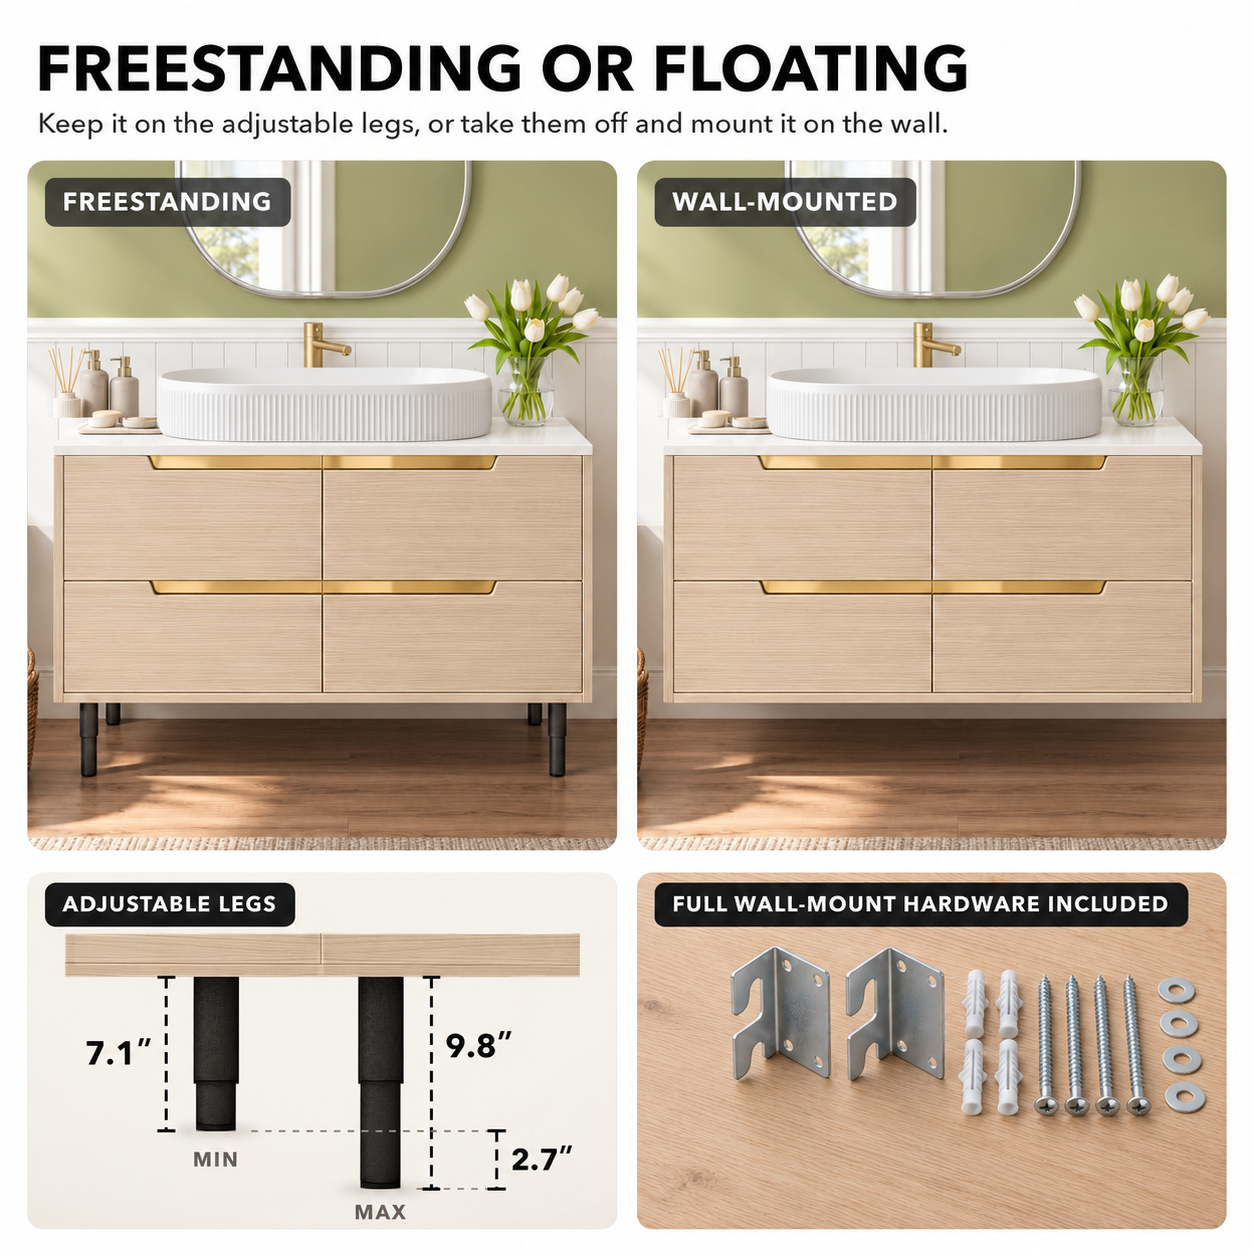 FREESTANDING OR FLOATING
Keep it on the adjustable legs, or take them off and mount it on the wall.
FREESTANDING
WALL-MOUNTED
ADJUSTABLE LEGS
7.1″
9.8″
2.7″
MIN
MAX
FULL WALL-MOUNT HARDWARE INCLUDED